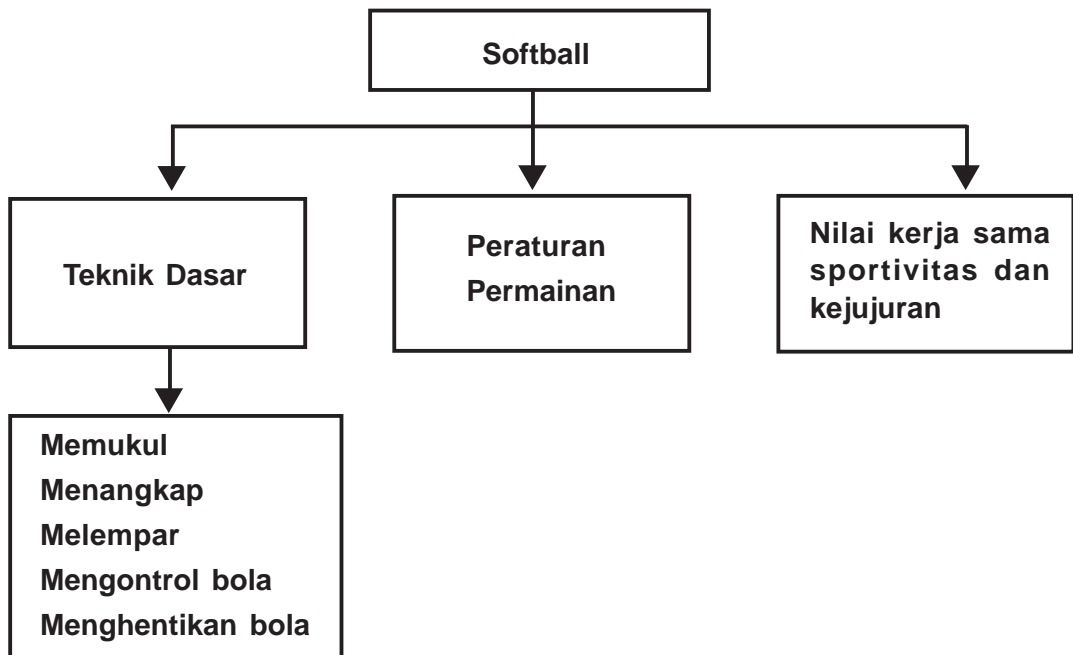 Softball
Teknik Dasar
Peraturan
Permainan
Nilai kerja sama
sportivitas dan
kejujuran
Memukul
Menangkap
Melempar
Mengontrol bola
Menghentikan bola